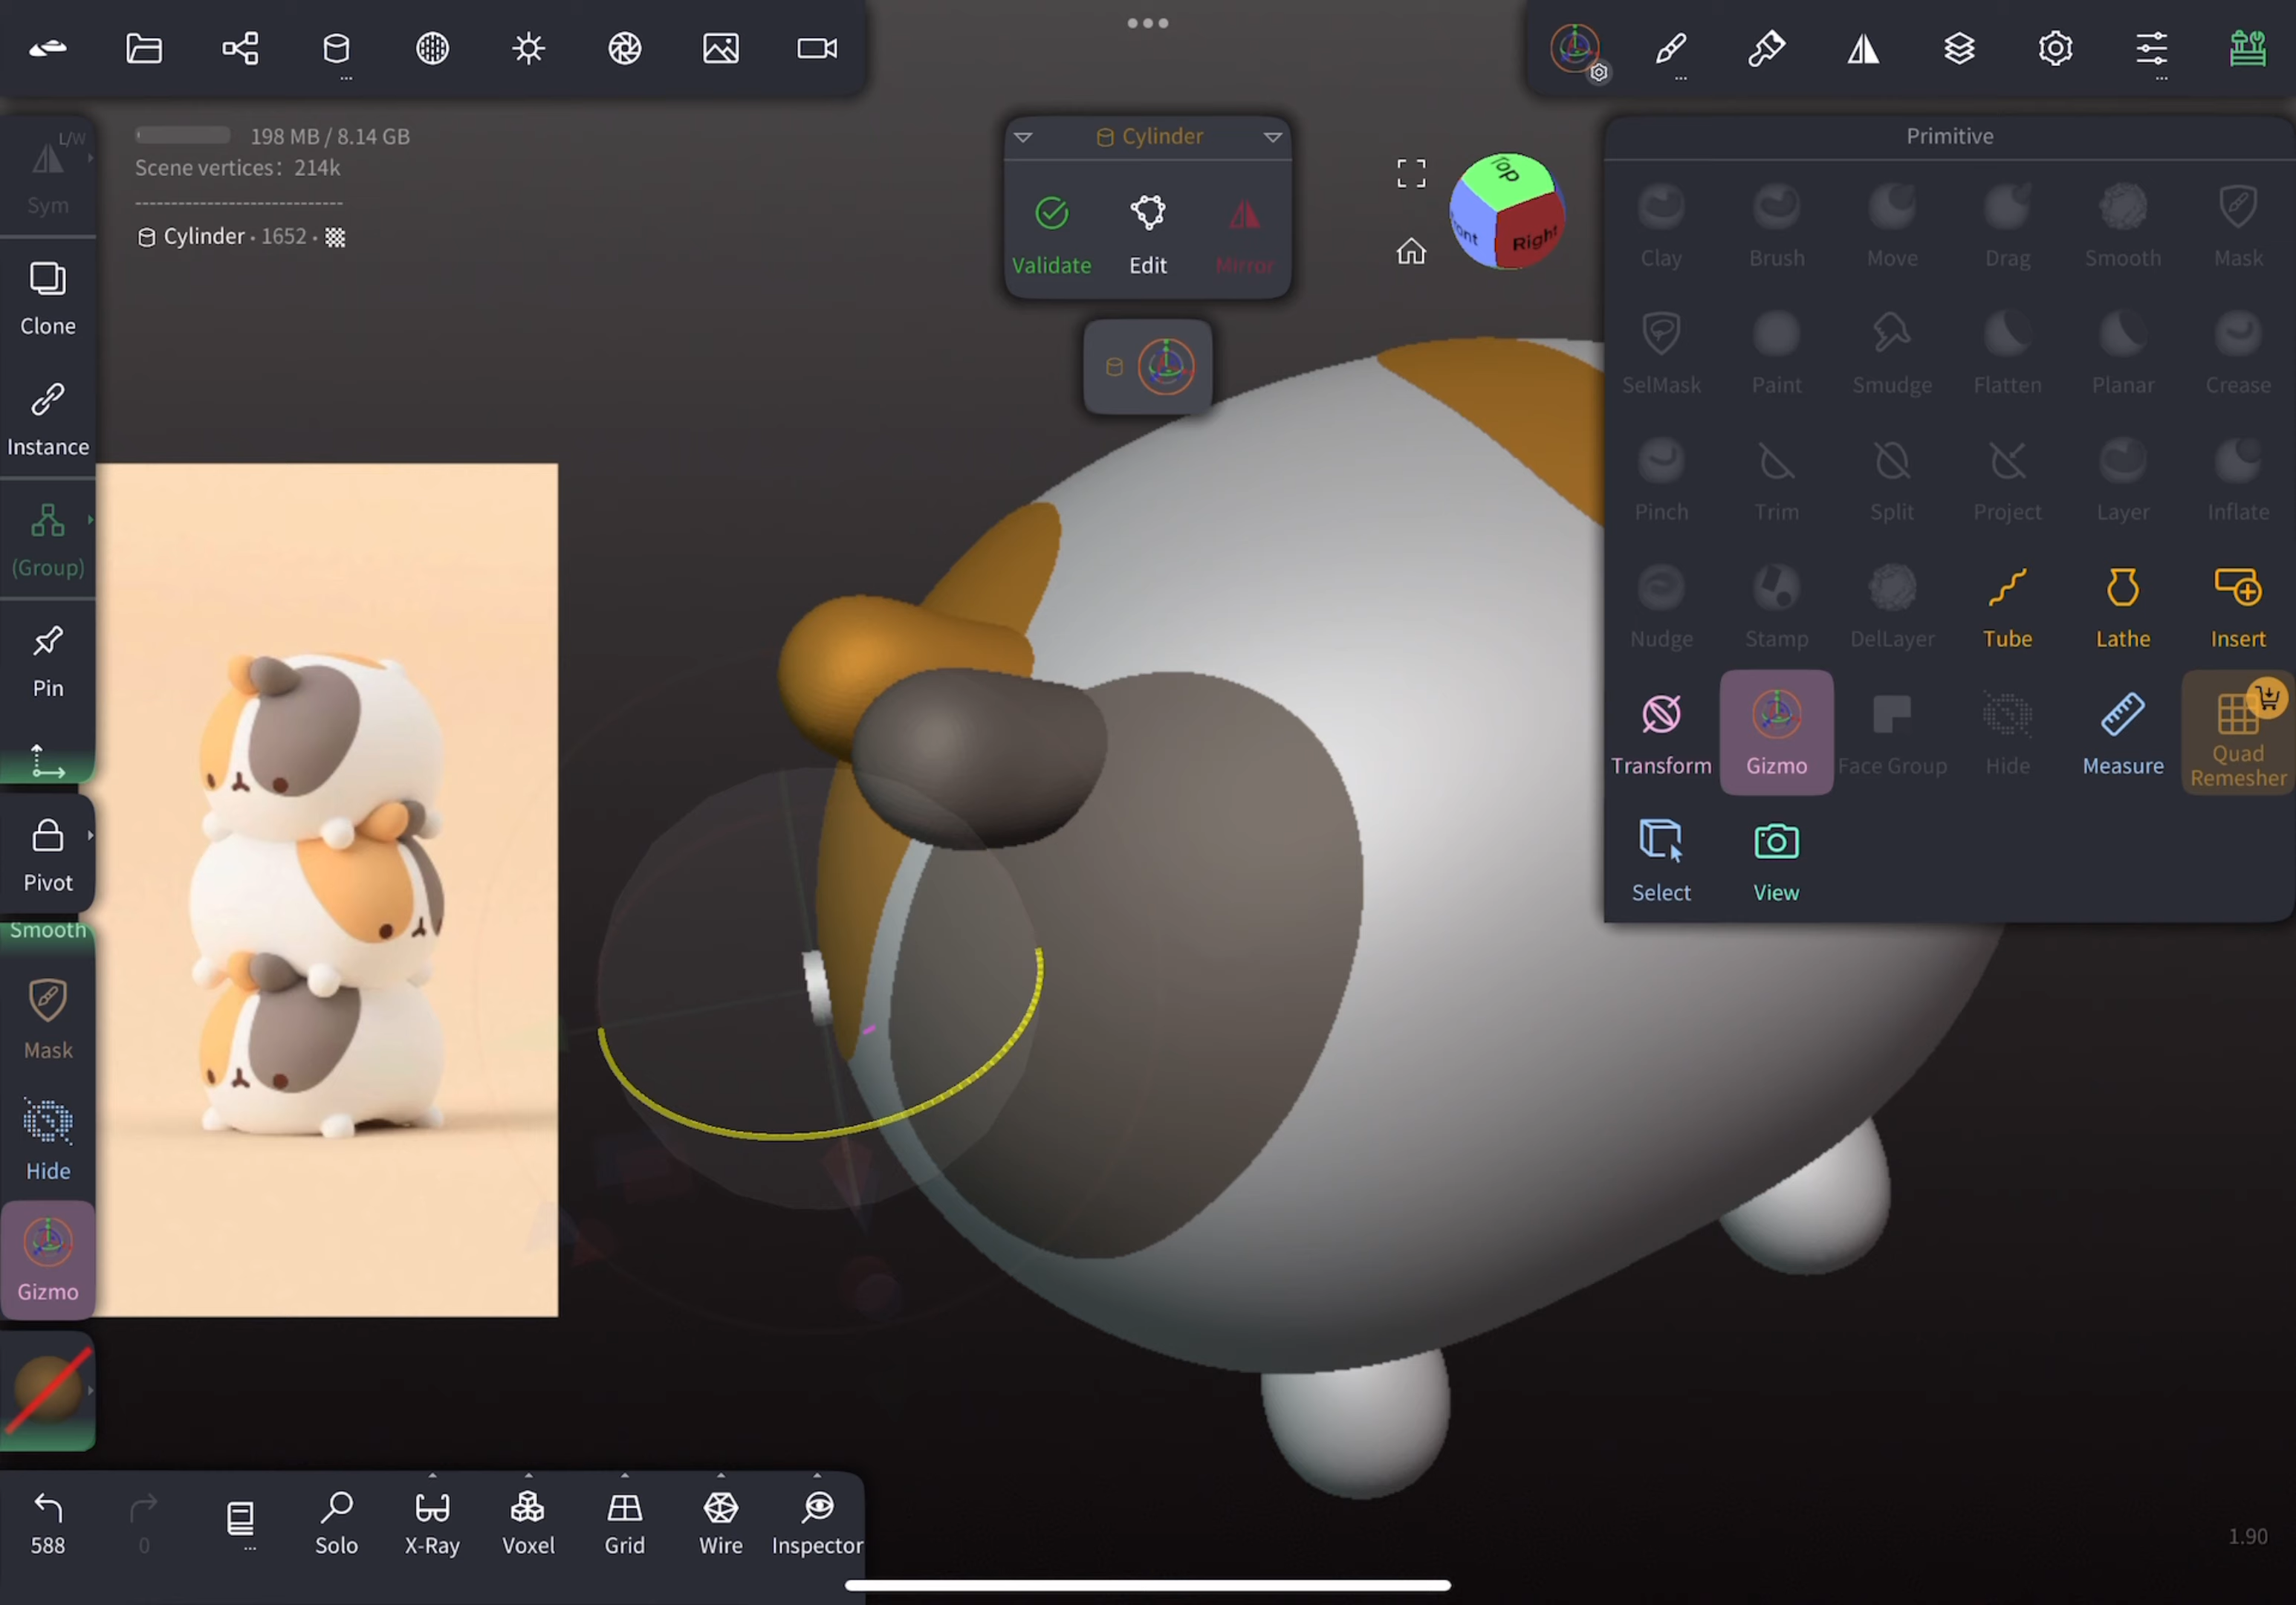 198 MB / 8.14 GB
Scene vertices: 214k
Cylinder • 1652 •
L/W
Sym
Clone
Instance
(Group)
Pin
Pivot
Smooth
Mask
Hide
Gizmo
Cylinder
Validate
Edit
Mirror
Top
ont
Right
Primitive
Clay
Brush
Move
Drag
Smooth
Mask
SelMask
Paint
Smudge
Flatten
Planar
Crease
Pinch
Trim
Split
Project
Layer
Inflate
Nudge
Stamp
DelLayer
Tube
Lathe
Insert
Transform
Gizmo
Face Group
Hide
Measure
Quad
Remesher
Select
View
588
0
Solo
X-Ray
Voxel
Grid
Wire
Inspector
1.90